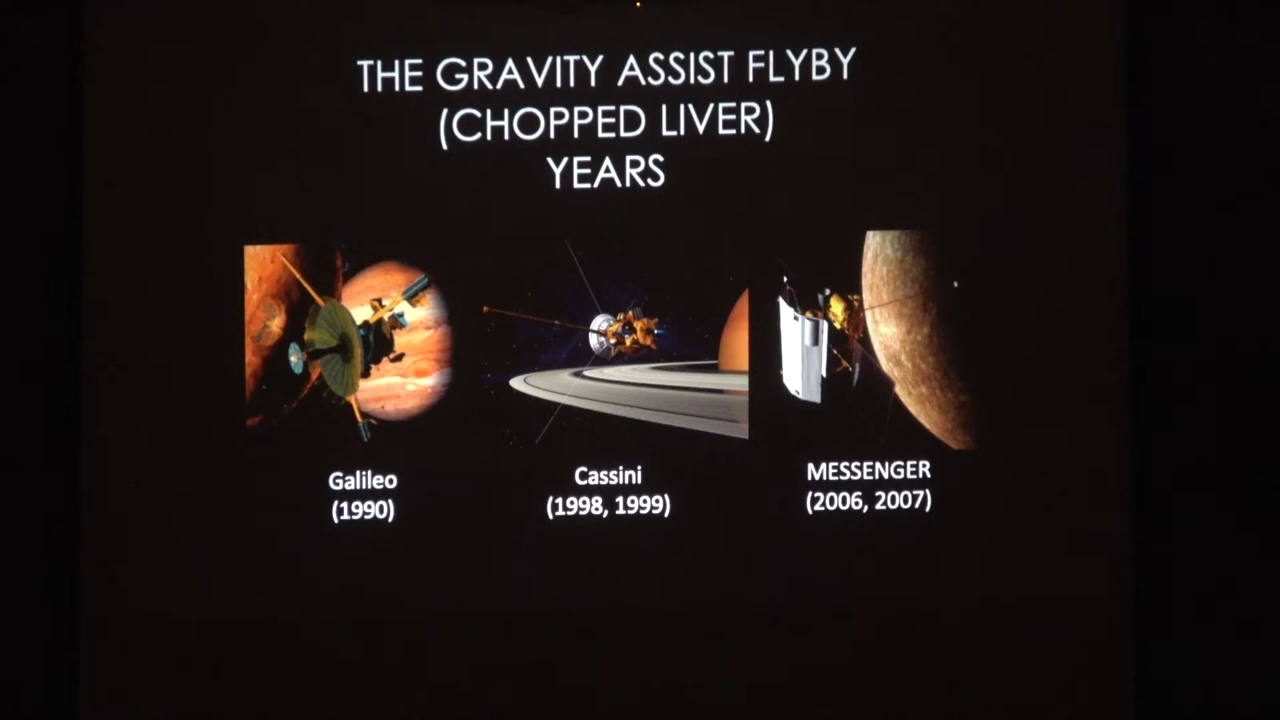 THE GRAVITY ASSIST FLYBY
(CHOPPED LIVER)
YEARS
Galileo
(1990)
Cassini
(1998, 1999)
MESSENGER
(2006, 2007)